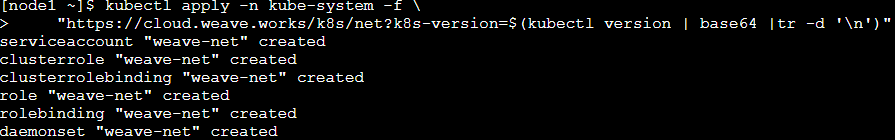 [node1 ~]$ kubectl apply -n kube-system -f \
>     "https://cloud.weave.works/k8s/net?k8s-version=$(kubectl version | base64 |tr -d '\n')"
serviceaccount "weave-net" created
clusterrole "weave-net" created
clusterrolebinding "weave-net" created
role "weave-net" created
rolebinding "weave-net" created
daemonset "weave-net" created